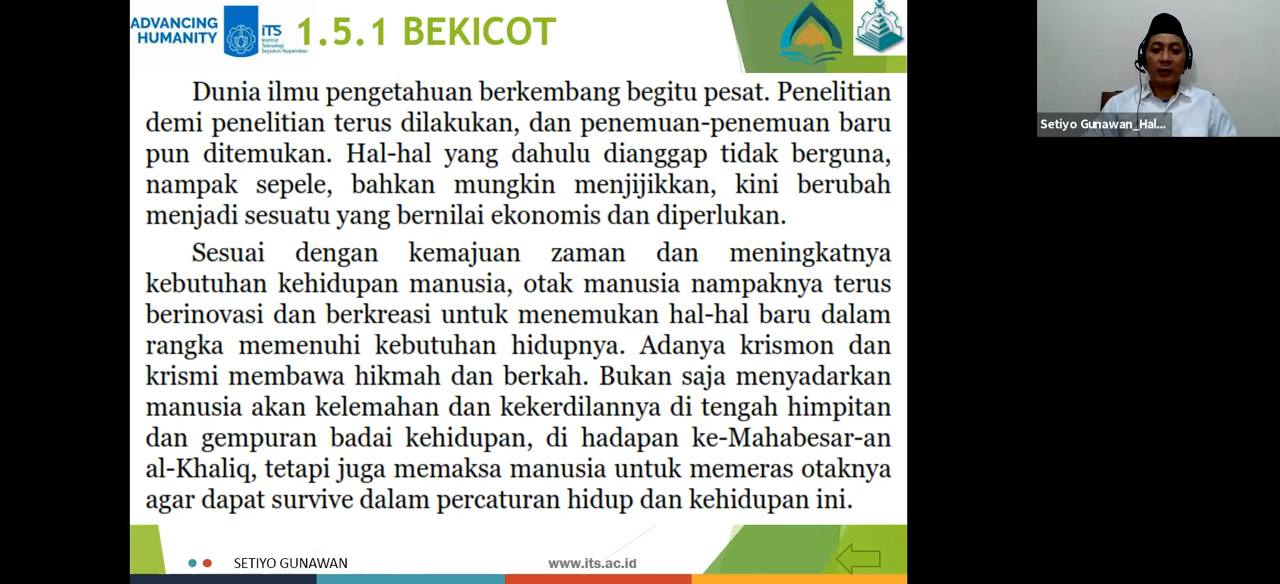 ADVANCING
HUMANITY
ITS
Institut
Teknologi
Sepuluh Nopember
1.5.1 BEKICOT
Dunia ilmu pengetahuan berkembang begitu pesat. Penelitian
demi penelitian terus dilakukan, dan penemuan-penemuan baru
pun ditemukan. Hal-hal yang dahulu dianggap tidak berguna,
nampak sepele, bahkan mungkin menjijikkan, kini berubah
menjadi sesuatu yang bernilai ekonomis dan diperlukan.
Sesuai dengan kemajuan zaman dan meningkatnya
kebutuhan kehidupan manusia, otak manusia nampaknya terus
berinovasi dan berkreasi untuk menemukan hal-hal baru dalam
rangka memenuhi kebutuhan hidupnya. Adanya krismon dan
krismi membawa hikmah dan berkah. Bukan saja menyadarkan
manusia akan kelemahan dan kekerdilannya di tengah himpitan
dan gempuran badai kehidupan, di hadapan ke-Mahabesar-an
al-Khaliq, tetapi juga memaksa manusia untuk memeras otaknya
agar dapat survive dalam percaturan hidup dan kehidupan ini.
SETIYO GUNAWAN
www.its.ac.id
Setiyo Gunawan_Hal...